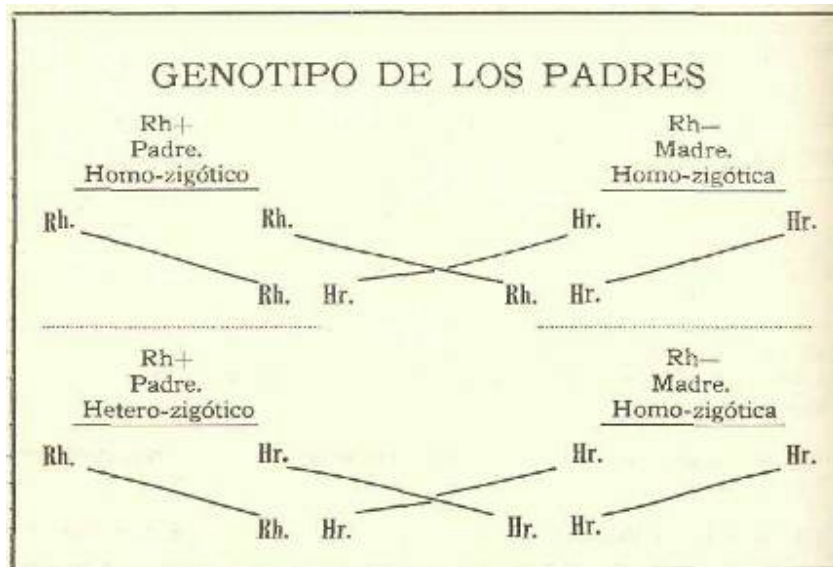 GENOTIPO DE LOS PADRES
Rh+ Rh—
Padre. Madre.
Homo-zigótico Homo-zigótica
Rh. Rh. Hr. Hr.
Rh. Hr. Rh. Hr.
Rh+ Rh—
Padre. Madre.
Hetero-zigótico Homo-zigótica
Rh. Hr. Hr. Hr.
Rh. Hr. Hr. Hr.